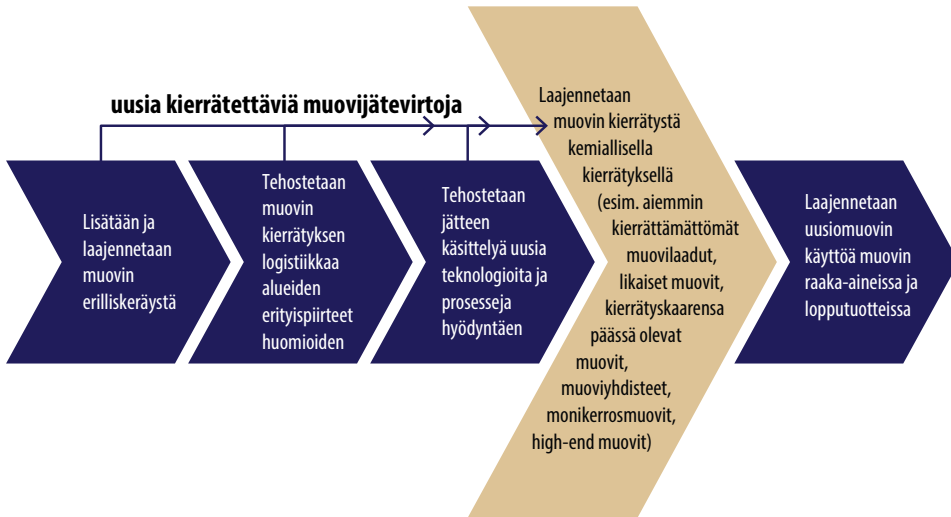 uusia kierrätettäviä muovijätevirtoja
Lisätään ja
laajennetaan
muovin
erilliskeräystä
Tehostetaan
muovin
kierrätyksen
logistiikkaa
alueiden
erityispiirteet
huomioiden
Tehostetaan
jätteen
käsittelyä uusia
teknologioita ja
prosesseja
hyödyntäen
Laajennetaan
muovin kierrätystä
kemiallisella
kierrätyksellä
(esim. aiemmin
kierrättämättömät
muovilaadut,
likaiset muovit,
kierrätyskaarensa
päässä olevat
muovit,
muoviyhdisteet,
monikerrosmuovit,
high-end muovit)
Laajennetaan
uusiomuovin
käyttöä muovin
raaka-aineissa ja
lopputuotteissa